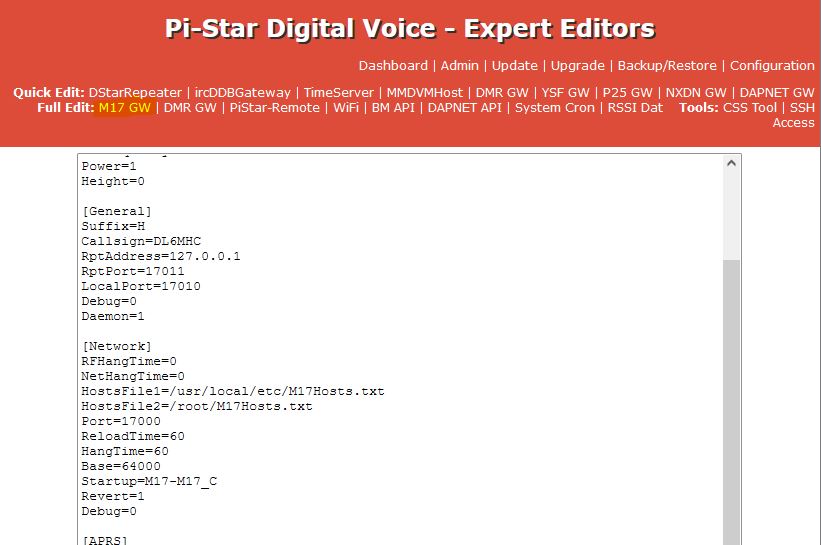 Pi-Star Digital Voice - Expert Editors
Dashboard | Admin | Update | Upgrade | Backup/Restore | Configuration
Quick Edit: DStarRepeater | ircDDBGateway | TimeServer | MMDVMHost | DMR GW | YSF GW | P25 GW | NXDN GW | DAPNET GW
Full Edit: M17 GW | DMR GW | PiStar-Remote | WiFi | BM API | DAPNET API | System Cron | RSSI Dat Tools: CSS Tool | SSH
Access
Power=1
Height=0
[General]
Suffix=H
Callsign=DL6MHC
RptAddress=127.0.0.1
RptPort=17011
LocalPort=17010
Debug=0
Daemon=1
[Network]
RFHangTime=0
NetHangTime=0
HostsFile1=/usr/local/etc/M17Hosts.txt
HostsFile2=/root/M17Hosts.txt
Port=17000
ReloadTime=60
HangTime=60
Base=64000
Startup=M17-M17_C
Revert=1
Debug=0
[APRS]